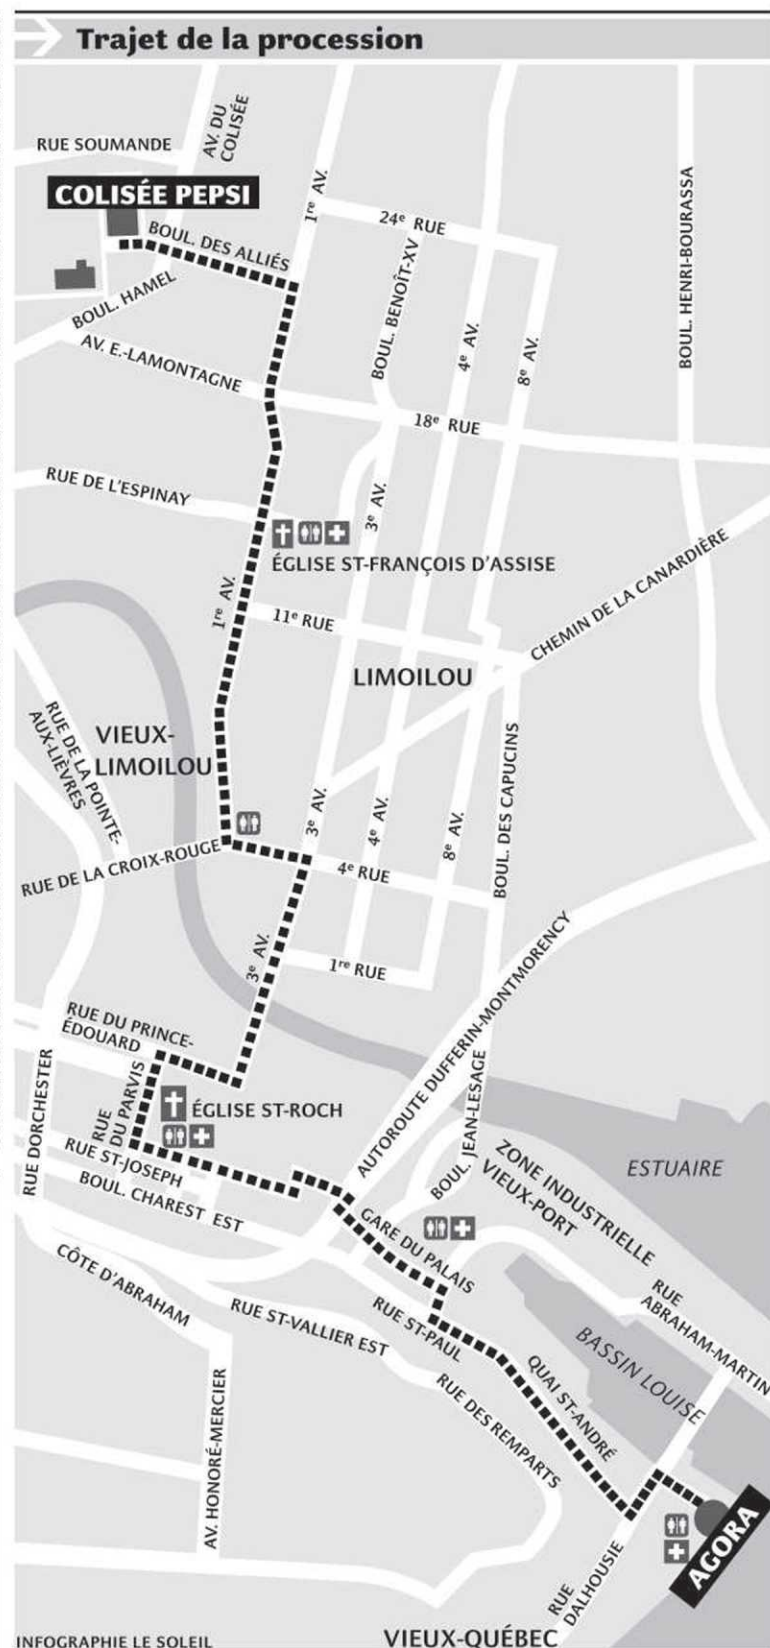 Trajet de la procession
RUE SOUMANDE
AV. DU
COLISÉE
COLISÉE PEPSI
BOUL. DES ALLIÉS
1re AV.
24e RUE
BOUL. BENOÎT-XV
BOUL. HENRI-BOURASSA
BOUL. HAMEL
AV. E.-LAMONTAGNE
4e AV.
8e AV.
18e RUE
RUE DE L'ESPINAY
3e AV.
ÉGLISE ST-FRANÇOIS D'ASSISE
1re AV.
11e RUE
CHEMIN DE LA CANARDIÈRE
LIMOILOU
RUE DE LA POINTE-
AUX-LIÈVRES
VIEUX-
LIMOILOU
BOUL. DES CAPUCINS
3e AV.
4e AV.
8e AV.
RUE DE LA CROIX-ROUGE
4e RUE
3e AV.
1re RUE
AUTOROUTE DUFFERIN-MONTMORENCY
RUE DU PRINCE-
ÉDOUARD
RUE DORCHESTER
RUE
DU PARVIS
ÉGLISE ST-ROCH
BOUL. JEAN-LESAGE
RUE ST-JOSEPH
BOUL. CHAREST EST
ZONE INDUSTRIELLE
VIEUX-PORT
ESTUAIRE
GARE DU PALAIS
CÔTE D'ABRAHAM
RUE ST-VALLIER EST
RUE ST-PAUL
RUE
ABRAHAM-MARTIN
BASSIN LOUISE
QUAI ST-ANDRÉ
RUE DES REMPARTS
AV. HONORÉ-MERCIER
AGORA
RUE
DALHOUSIE
VIEUX-QUÉBEC
INFOGRAPHIE LE SOLEIL